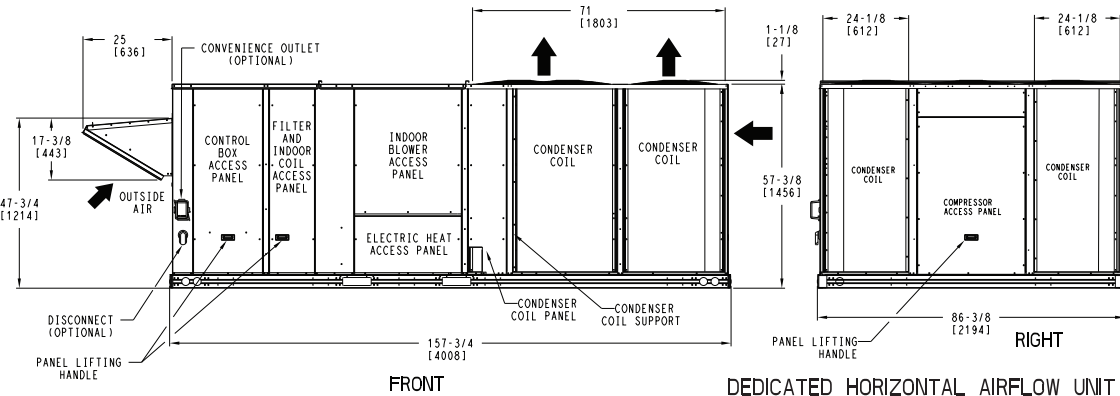 25
[636]
CONVENIENCE OUTLET
(OPTIONAL)
71
[1803]
1-1/8
[27]
24-1/8
[612]
24-1/8
[612]
17-3/8
[443]
47-3/4
[1214]
OUTSIDE
AIR
CONTROL
BOX
ACCESS
PANEL
FILTER
AND
INDOOR
COIL
ACCESS
PANEL
INDOOR
BLOWER
ACCESS
PANEL
ELECTRIC HEAT
ACCESS PANEL
CONDENSER
COIL
CONDENSER
COIL
57-3/8
[1456]
CONDENSER
COIL
COMPRESSOR
ACCESS PANEL
CONDENSER
COIL
DISCONNECT
(OPTIONAL)
PANEL LIFTING
HANDLE
CONDENSER
COIL PANEL
CONDENSER
COIL SUPPORT
157-3/4
[4008]
86-3/8
[2194]
PANEL LIFTING
HANDLE
FRONT
RIGHT
DEDICATED HORIZONTAL AIRFLOW UNIT